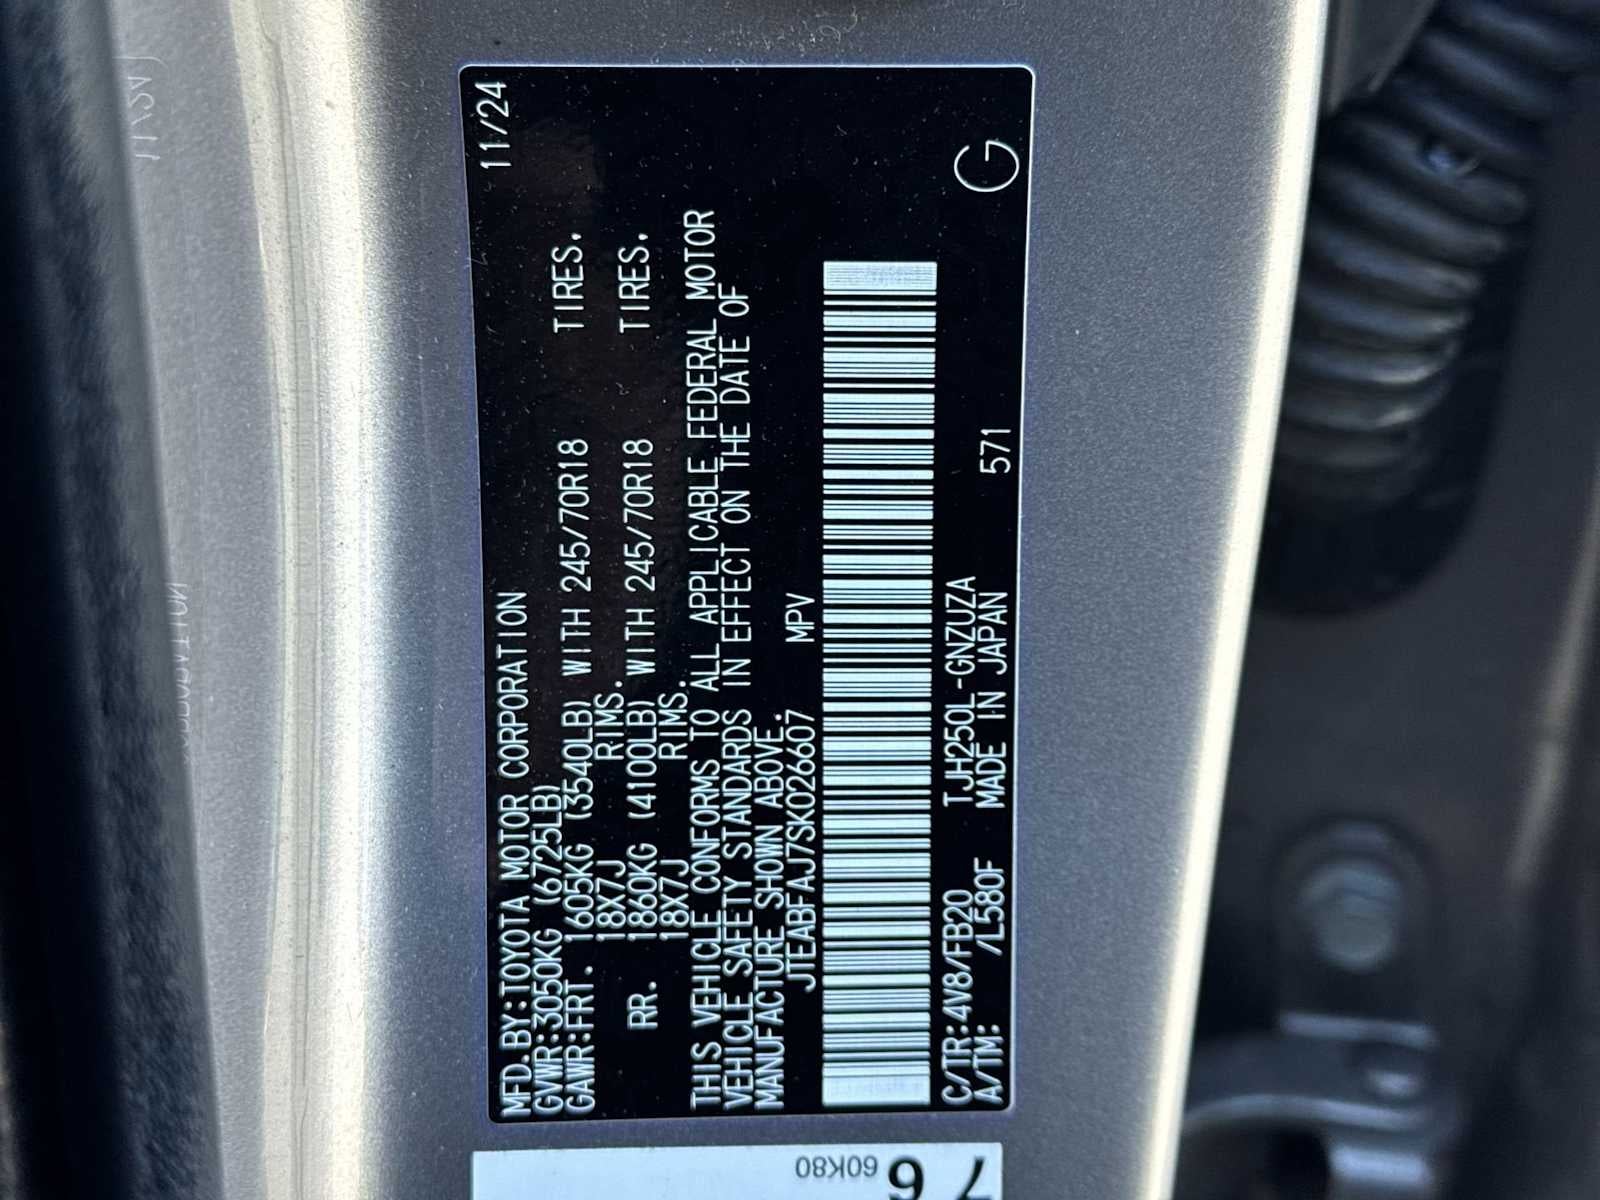 11/24
MFD.BY:TOYOTA MOTOR CORPORATION
GVWR:3050KG (6725LB)
GAWR:FRT. 1605KG (3540LB) WITH 245/70R18 TIRES.
18X7J RIMS.
RR. 1860KG (4100LB) WITH 245/70R18 TIRES.
18X7J RIMS.
THIS VEHICLE CONFORMS TO ALL APPLICABLE FEDERAL MOTOR
VEHICLE SAFETY STANDARDS IN EFFECT ON THE DATE OF
MANUFACTURE SHOWN ABOVE.
JTEABFAJ7SK026607 MPV
C/TR:4V8/FB20 TJH250L-GNZUZA
A/TM: /L580F MADE IN JAPAN 571
G
76
60K80